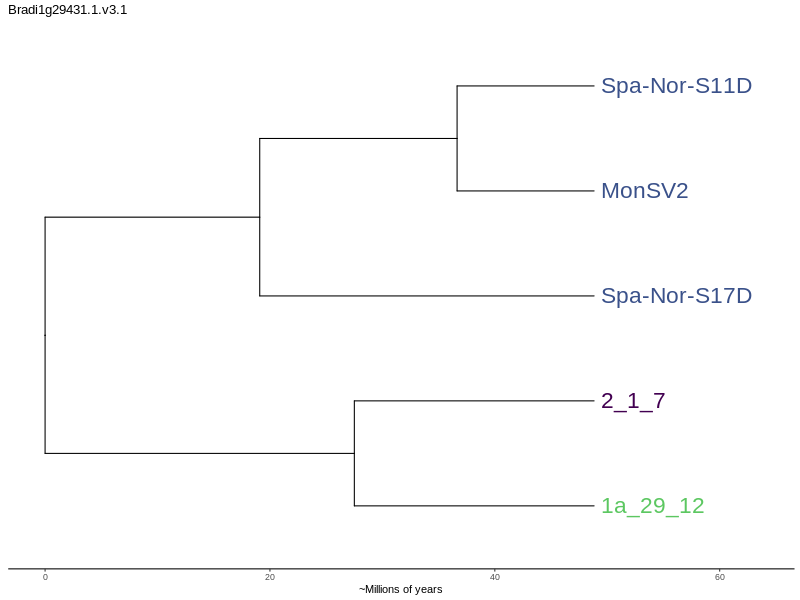 Bradi1g29431.1.v3.1
Spa-Nor-S11D
MonSV2
Spa-Nor-S17D
2_1_7
1a_29_12
0 20 40 60
~Millions of years